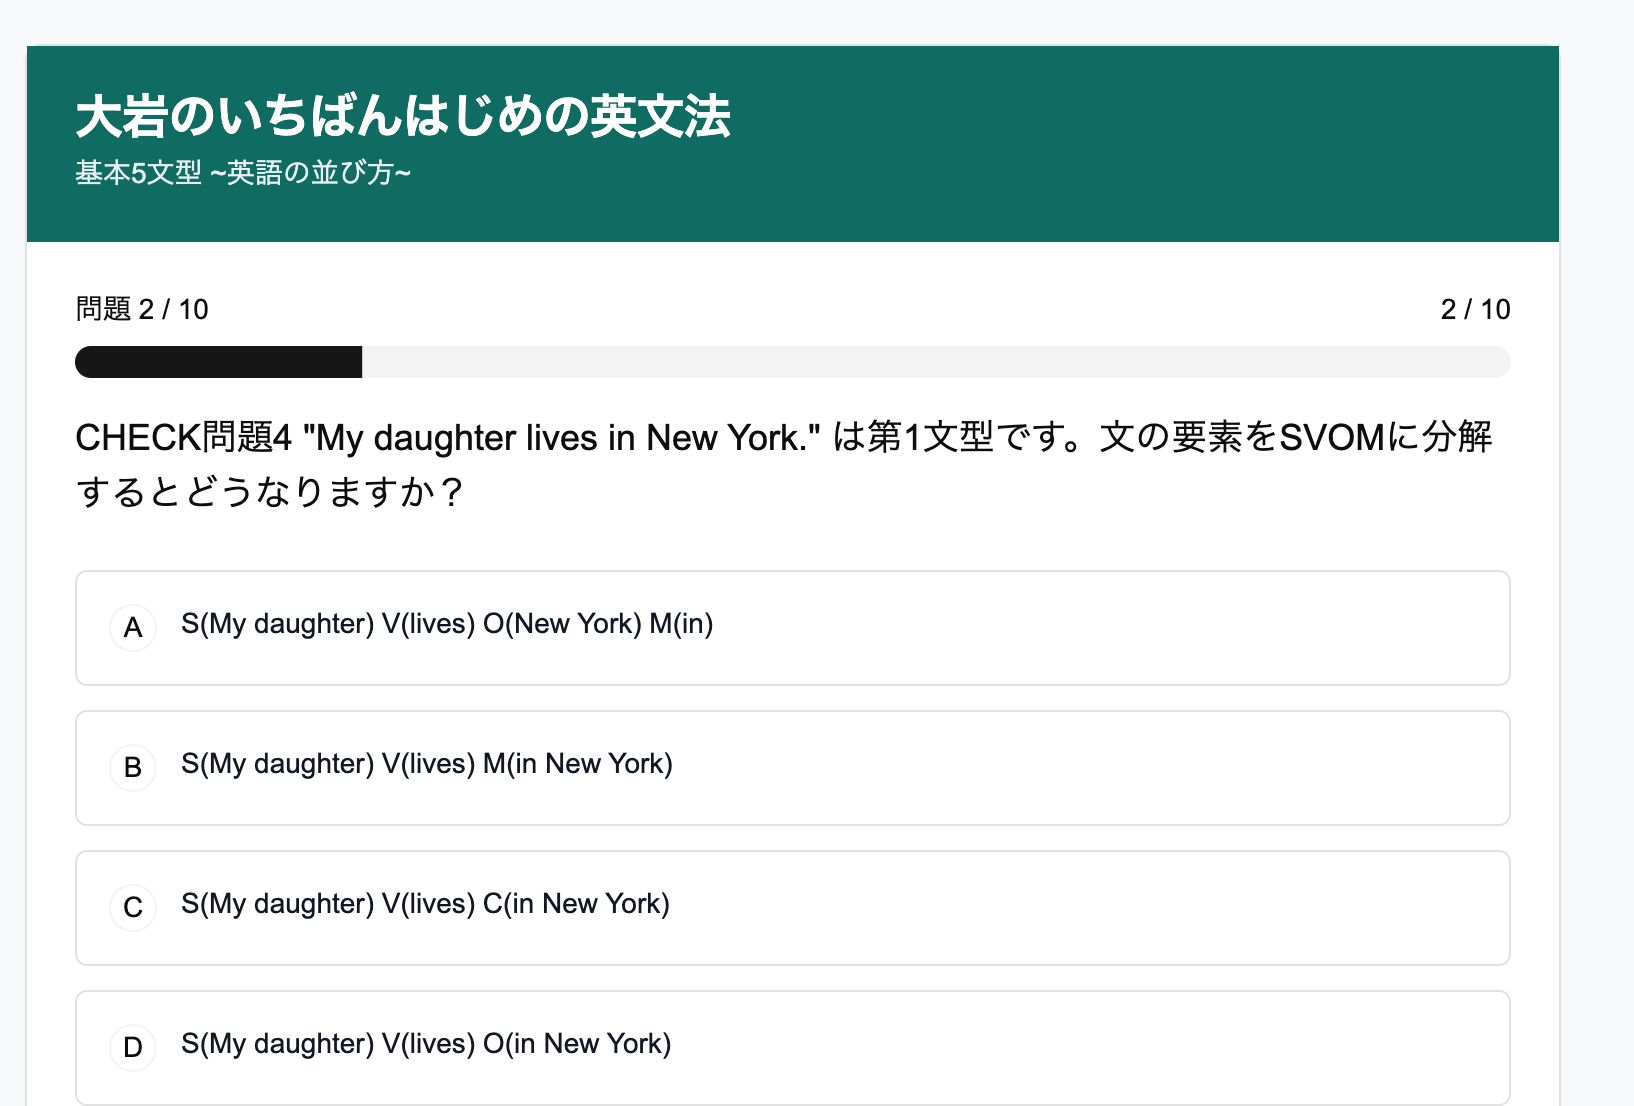 大岩のいちばんはじめの英文法
基本5文型 ~英語の並び方~
問題 2 / 10
2 / 10
CHECK問題4 "My daughter lives in New York." は第1文型です。文の要素をSVOMに分解
するとどうなりますか？
A S(My daughter) V(lives) O(New York) M(in)
B S(My daughter) V(lives) M(in New York)
C S(My daughter) V(lives) C(in New York)
D S(My daughter) V(lives) O(in New York)